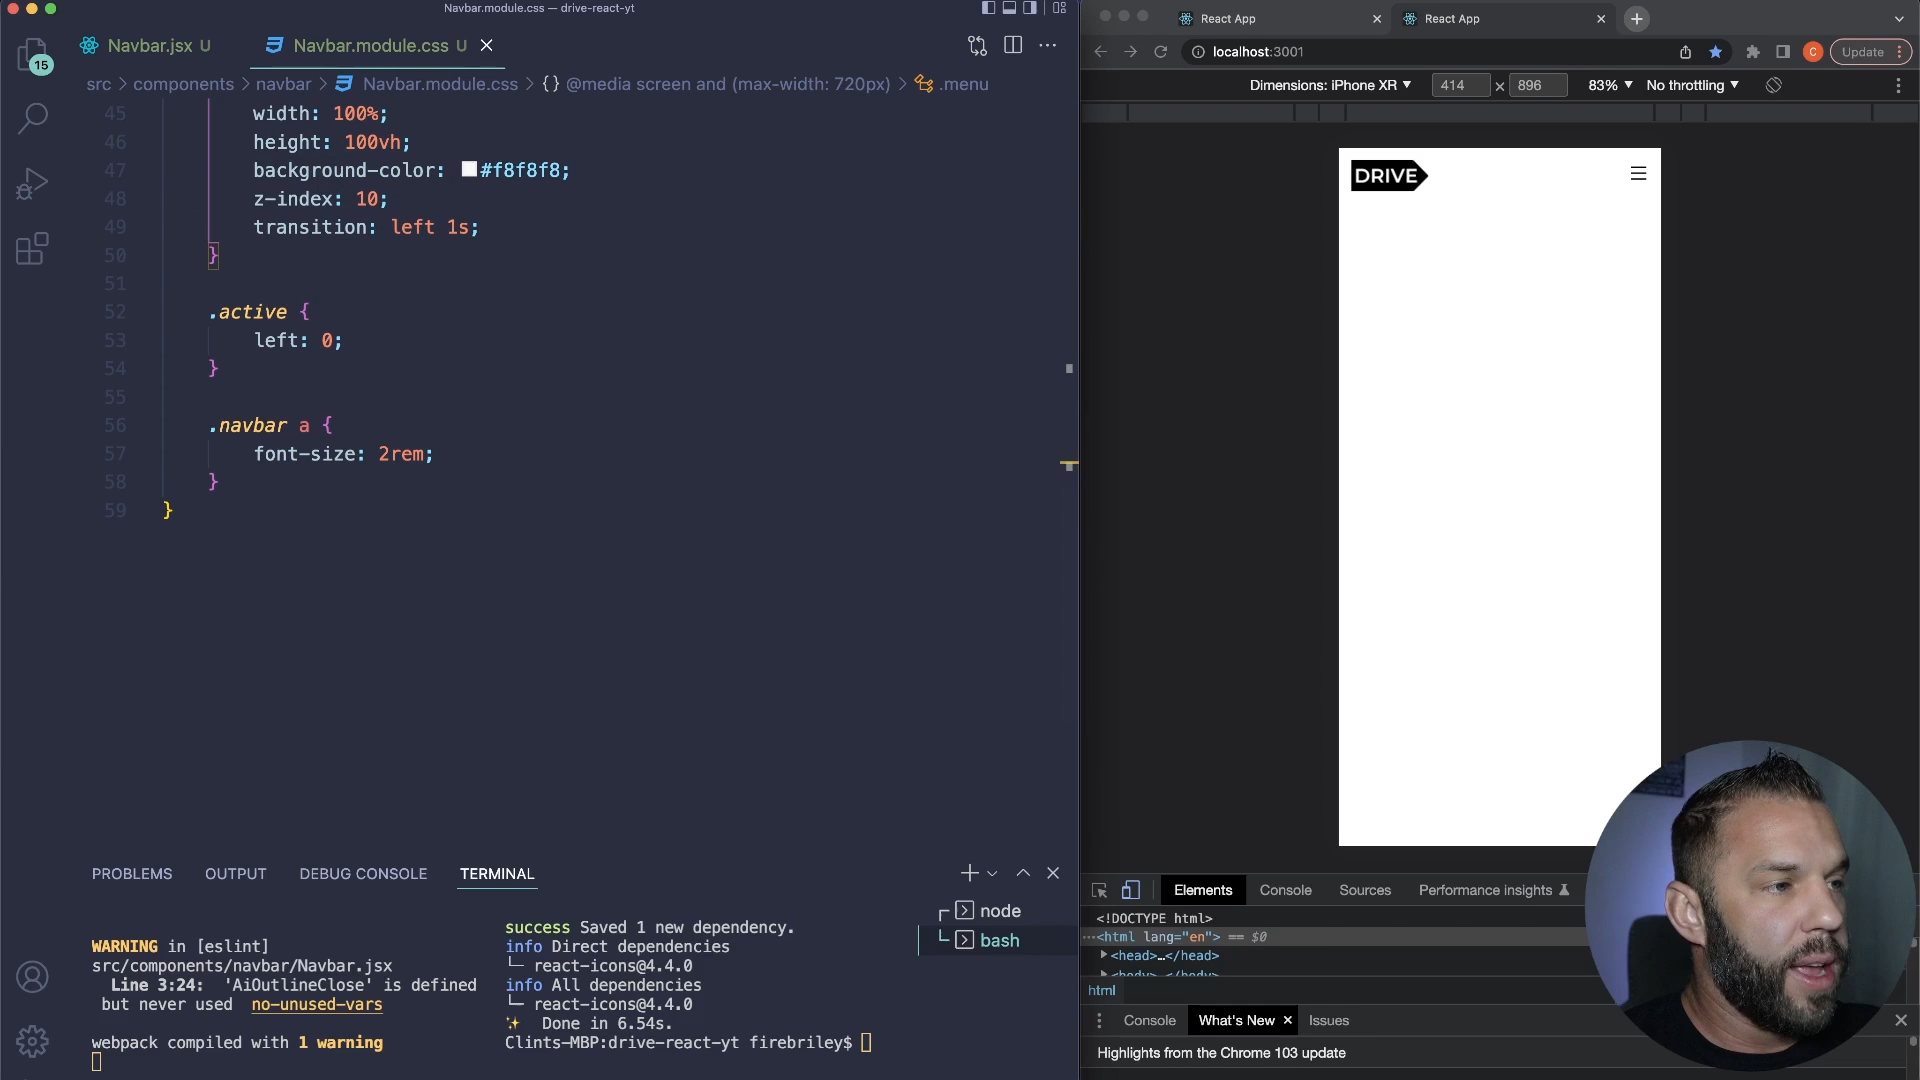 Navbar.module.css — drive-react-yt
Navbar.jsx U
Navbar.module.css U
15
src > components > navbar > Navbar.module.css > {} @media screen and (max-width: 720px) > .menu
45 width: 100%;
46 height: 100vh;
47 background-color: #f8f8f8;
48 z-index: 10;
49 transition: left 1s;
50 }
51
52 .active {
53 left: 0;
54 }
55
56 .navbar a {
57 font-size: 2rem;
58 }
59 }
PROBLEMS OUTPUT DEBUG CONSOLE TERMINAL
WARNING in [eslint]
src/components/navbar/Navbar.jsx
Line 3:24: 'AiOutlineClose' is defined
but never used no-unused-vars
webpack compiled with 1 warning
success Saved 1 new dependency.
info Direct dependencies
└─ react-icons@4.4.0
info All dependencies
└─ react-icons@4.4.0
✨ Done in 6.54s.
Clints-MBP:drive-react-yt firebriley$
node
bash
React App
React App
localhost:3001
C
Update
Dimensions: iPhone XR 414 × 896 83% No throttling
DRIVE
Elements Console Sources Performance insights
<!DOCTYPE html>
<html lang="en"> == $0
<head>…</head>
<body>…</body>
html
Console What's New Issues
Highlights from the Chrome 103 update